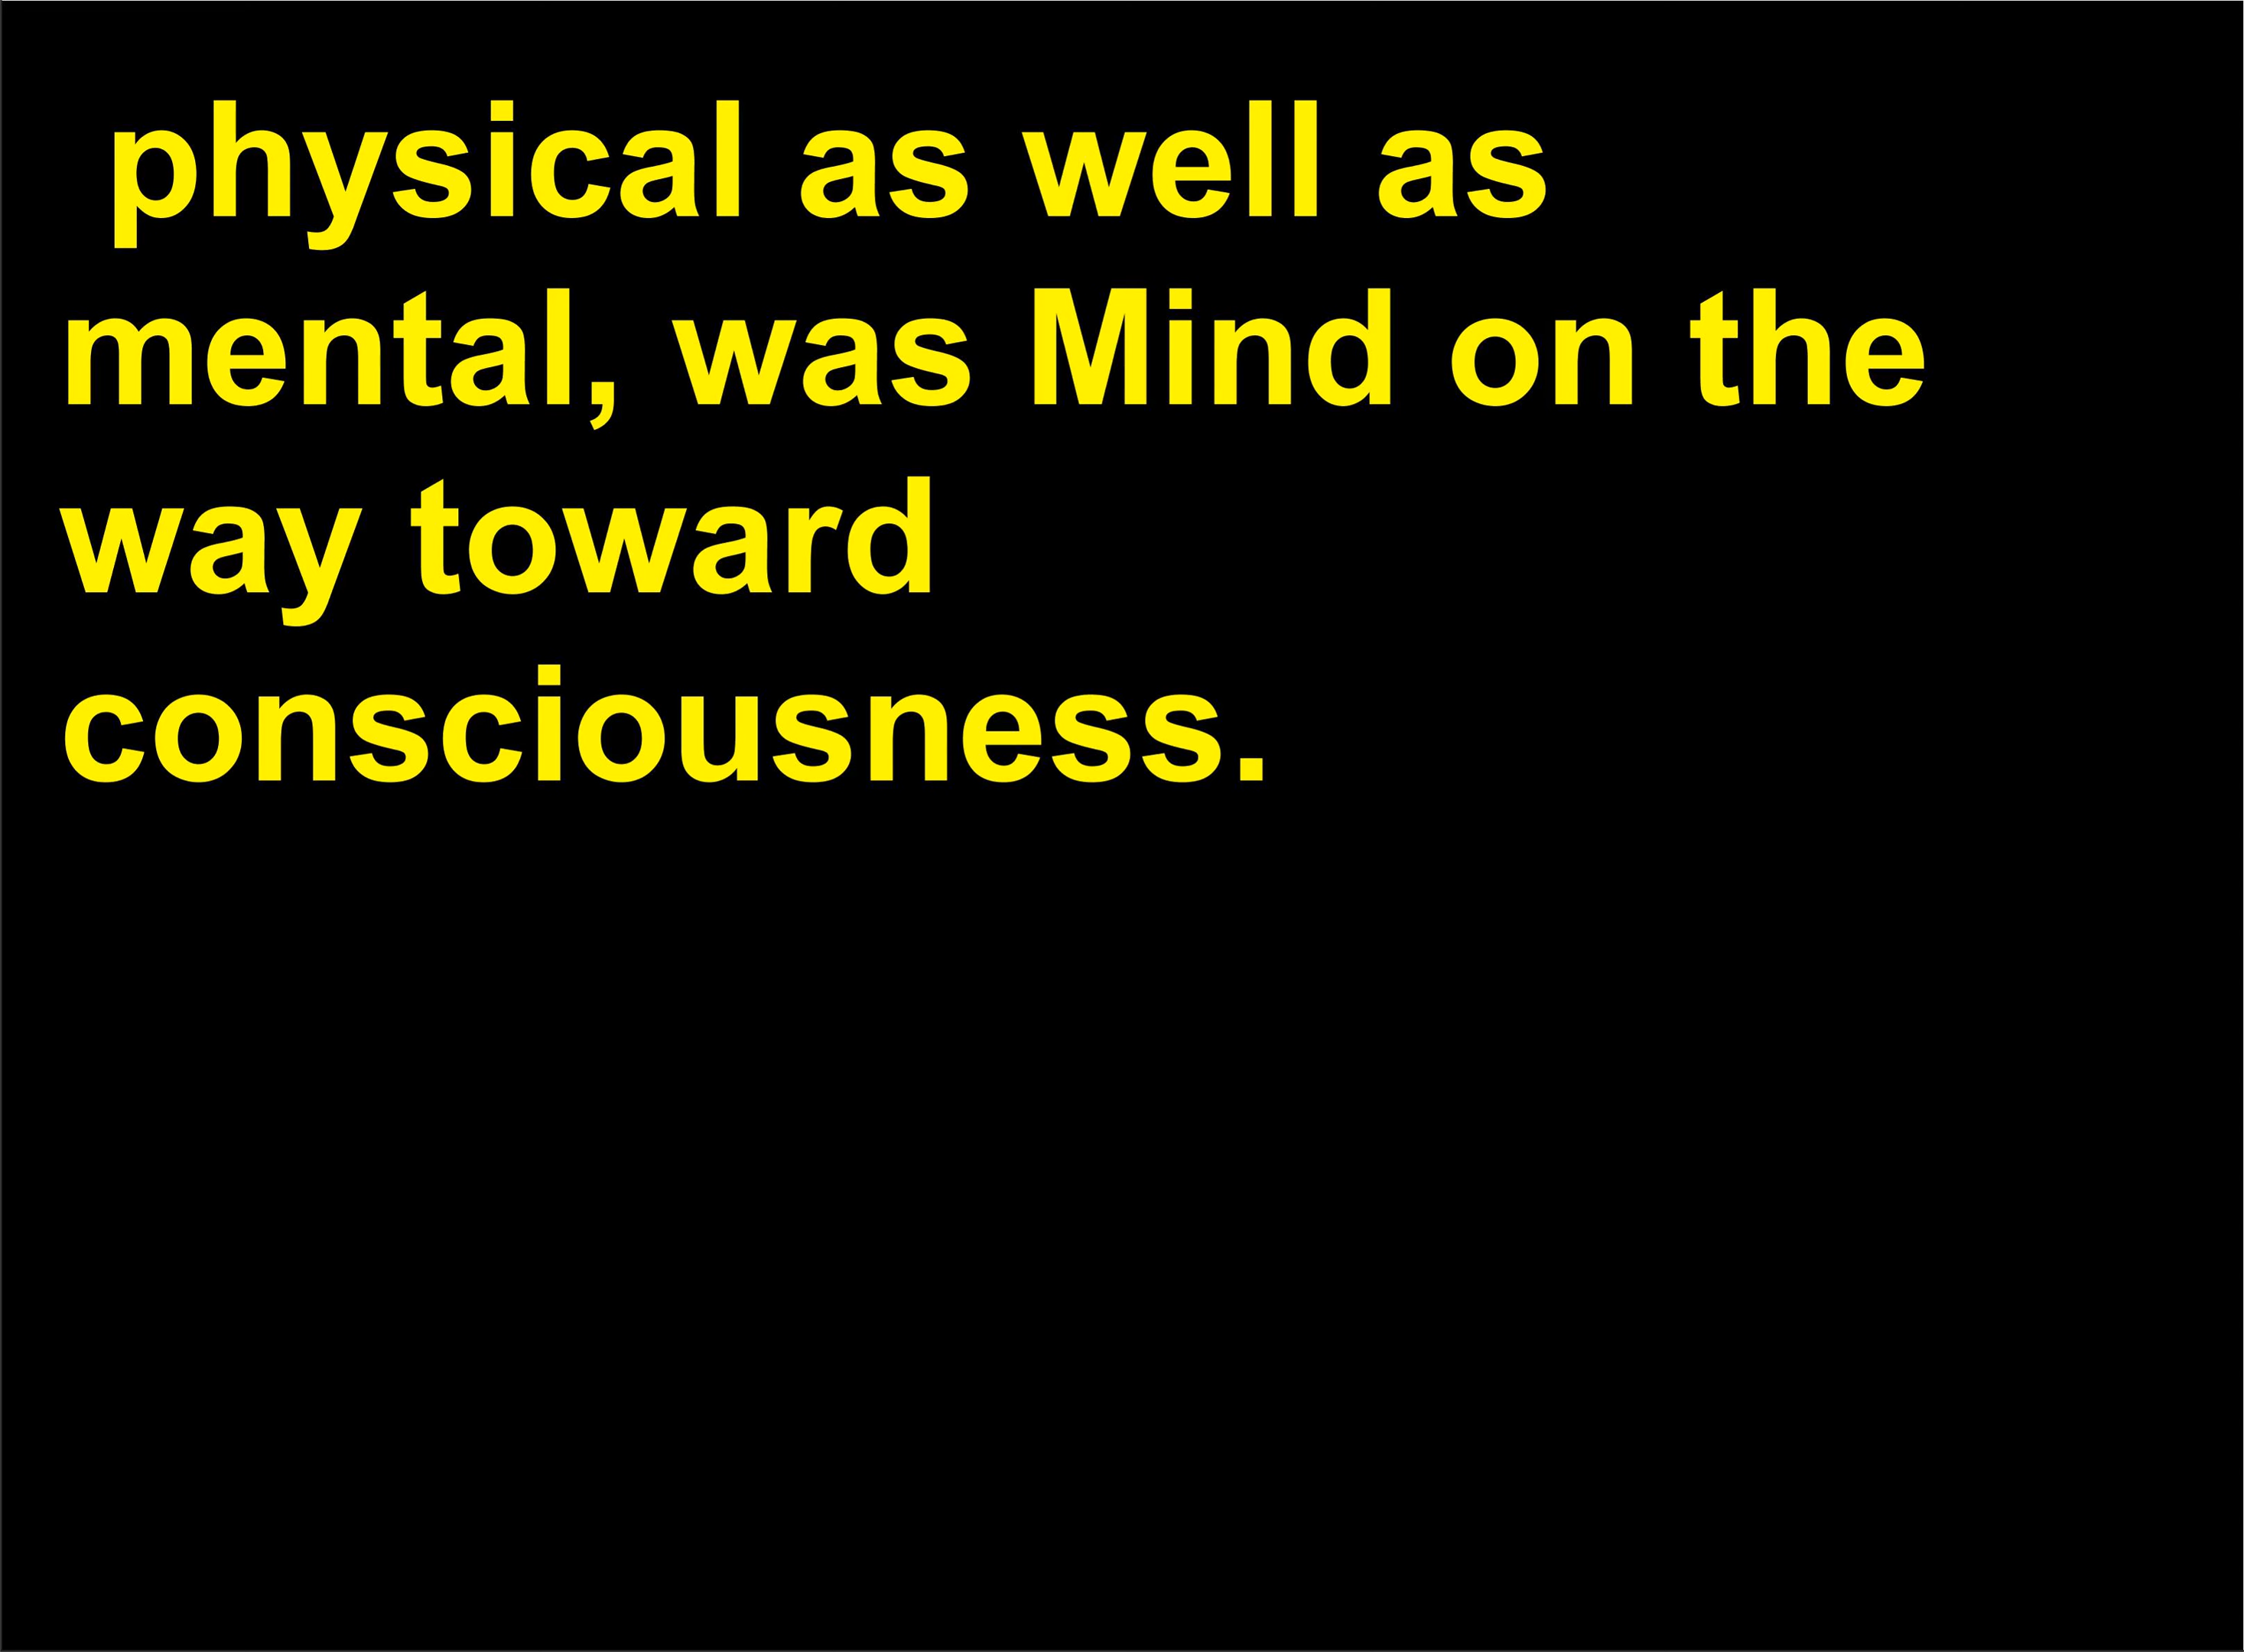 physical as well as
mental, was Mind on the
way toward
consciousness.